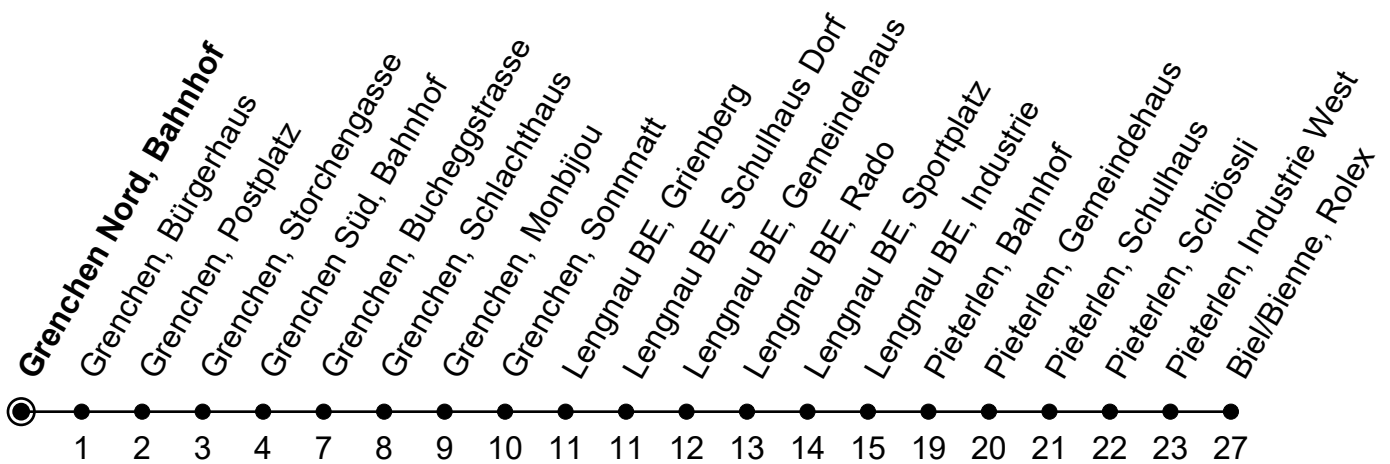 Grenchen Nord, Bahnhof
Grenchen, Bürgerhaus
Grenchen, Postplatz
Grenchen, Storchengasse
Grenchen Süd, Bahnhof
Grenchen, Bucheggstrasse
Grenchen, Schlachthaus
Grenchen, Monbijou
Grenchen, Sonnmatt
Lengnau BE, Grienberg
Lengnau BE, Schulhaus Dorf
Lengnau BE, Gemeindehaus
Lengnau BE, Rado
Lengnau BE, Sportplatz
Lengnau BE, Industrie
Pieterlen, Bahnhof
Pieterlen, Gemeindehaus
Pieterlen, Schulhaus
Pieterlen, Schlössli
Pieterlen, Industrie West
Biel/Bienne, Rolex
1 2 3 4 7 8 9 10 11 11 12 13 14 15 19 20 21 22 23 27